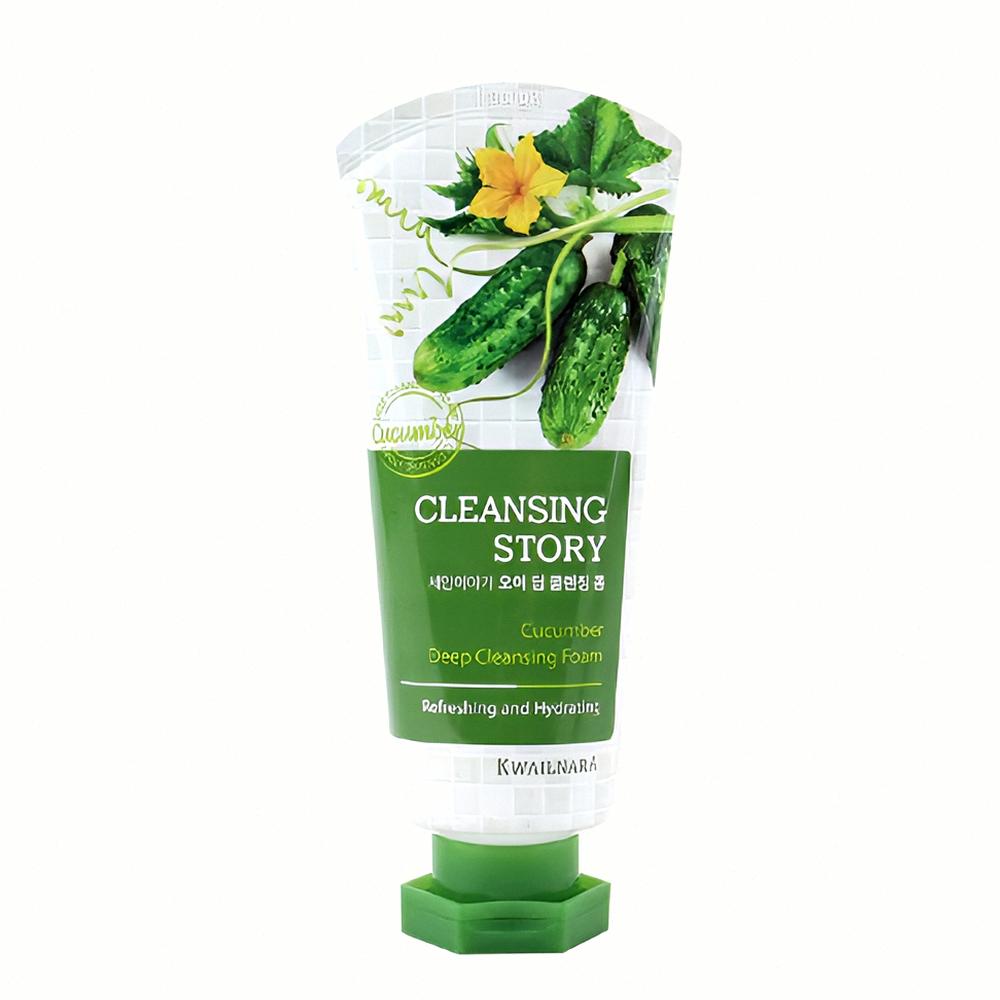 Cucumber
CLEANSING
STORY
세안이야기 오이 딥 클렌징 폼
Cucumber
Deep Cleansing Foam
Refreshing and Hydrating
KWAILNARA